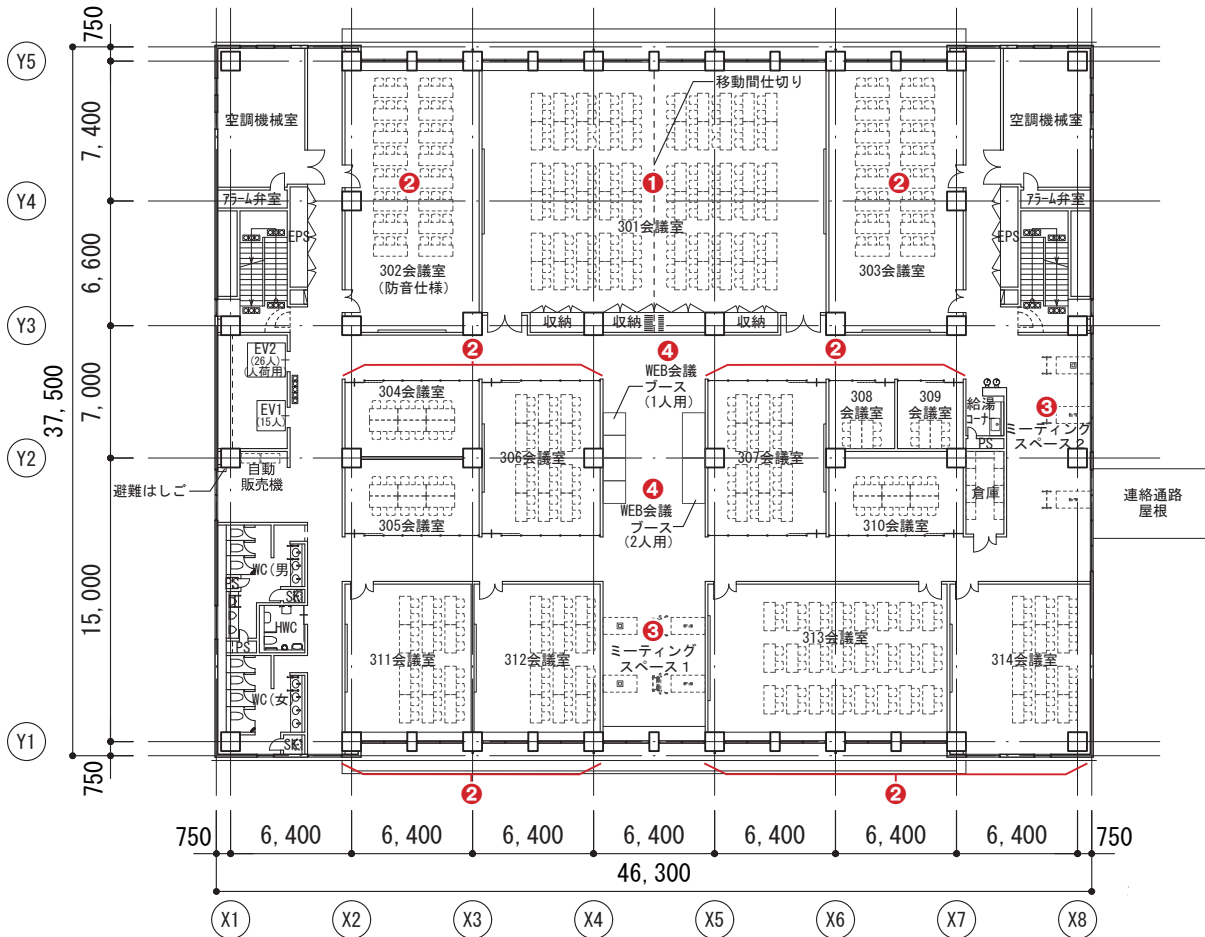 750
Y5
7,400
Y4
6,600
Y3
37,500
7,000
Y2
15,000
Y1
750
移動間仕切り
空調機械室
空調機械室
❷
❶
❷
アラーム弁室
アラーム弁室
301会議室
EPS
EPS
302会議室
(防音仕様)
303会議室
収納
収納
収納
❷
❹
❷
EV2
(26人)
(人荷用)
WEB会議
ブース
(1人用)
304会議室
308
会議室
309
会議室
給湯
コーナー
❸
ミーティング
スペース2
EV1
(15人)
PS
306会議室
307会議室
自動
販売機
避難はしご
❹
WEB会議
ブース
(2人用)
倉庫
連絡通路
屋根
305会議室
310会議室
WC(男)
PS
SK
HWC
PS
❸
ミーティング
スペース1
311会議室
312会議室
313会議室
314会議室
WC(女)
SK
❷
❷
750
6,400
6,400
6,400
6,400
6,400
6,400
6,400
750
46,300
X1
X2
X3
X4
X5
X6
X7
X8